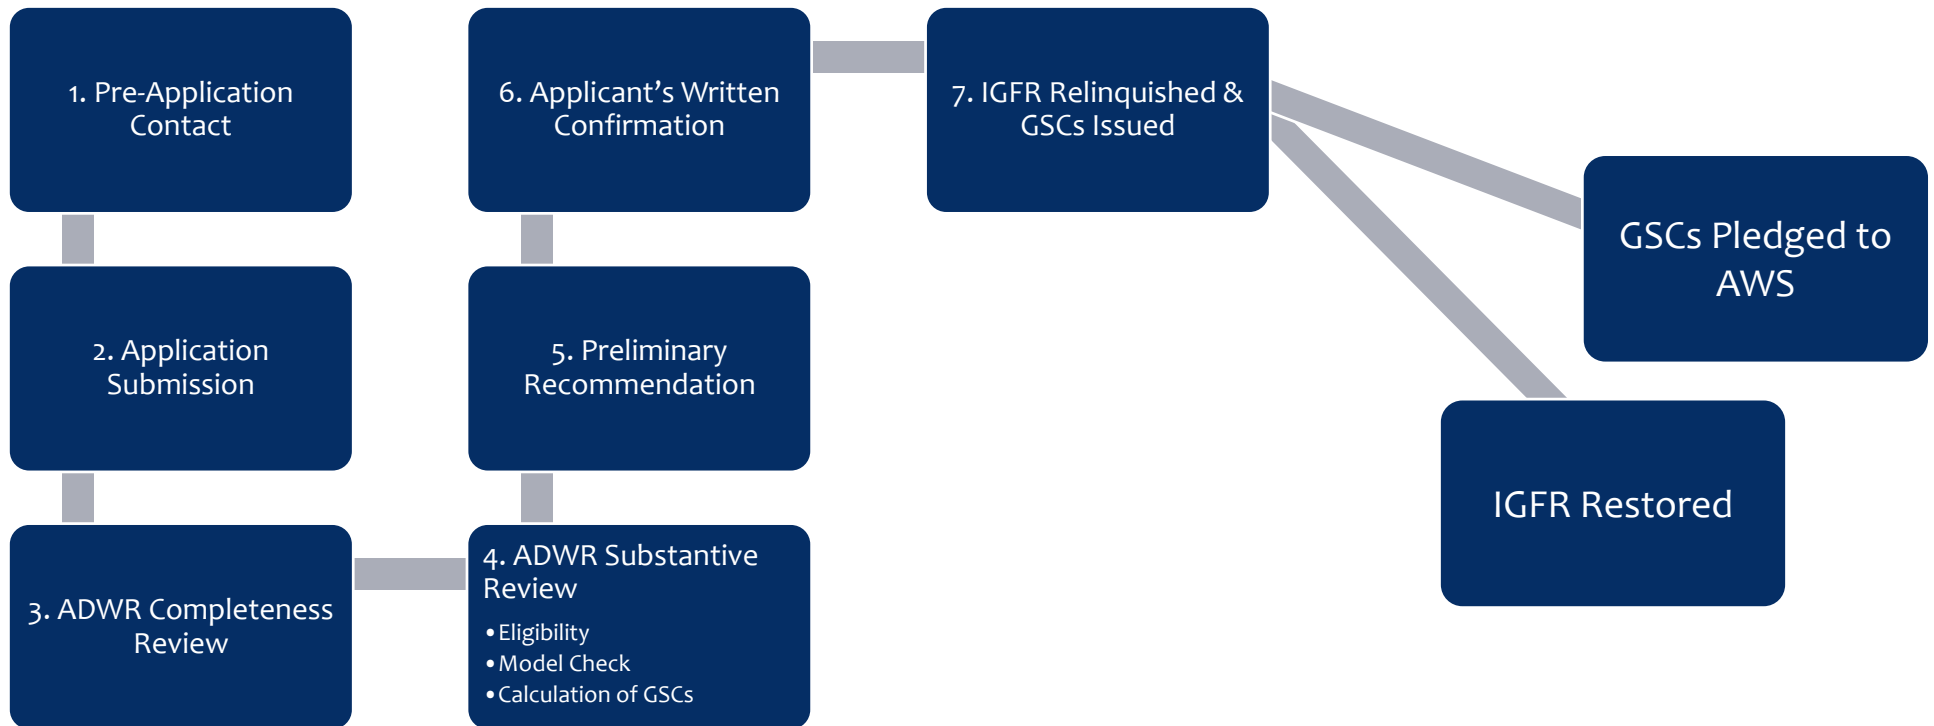 1. Pre-Application
Contact
2. Application
Submission
3. ADWR Completeness
Review
4. ADWR Substantive
Review
•Eligibility
•Model Check
•Calculation of GSCs
5. Preliminary
Recommendation
6. Applicant’s Written
Confirmation
7. IGFR Relinquished &
GSCs Issued
GSCs Pledged to
AWS
IGFR Restored